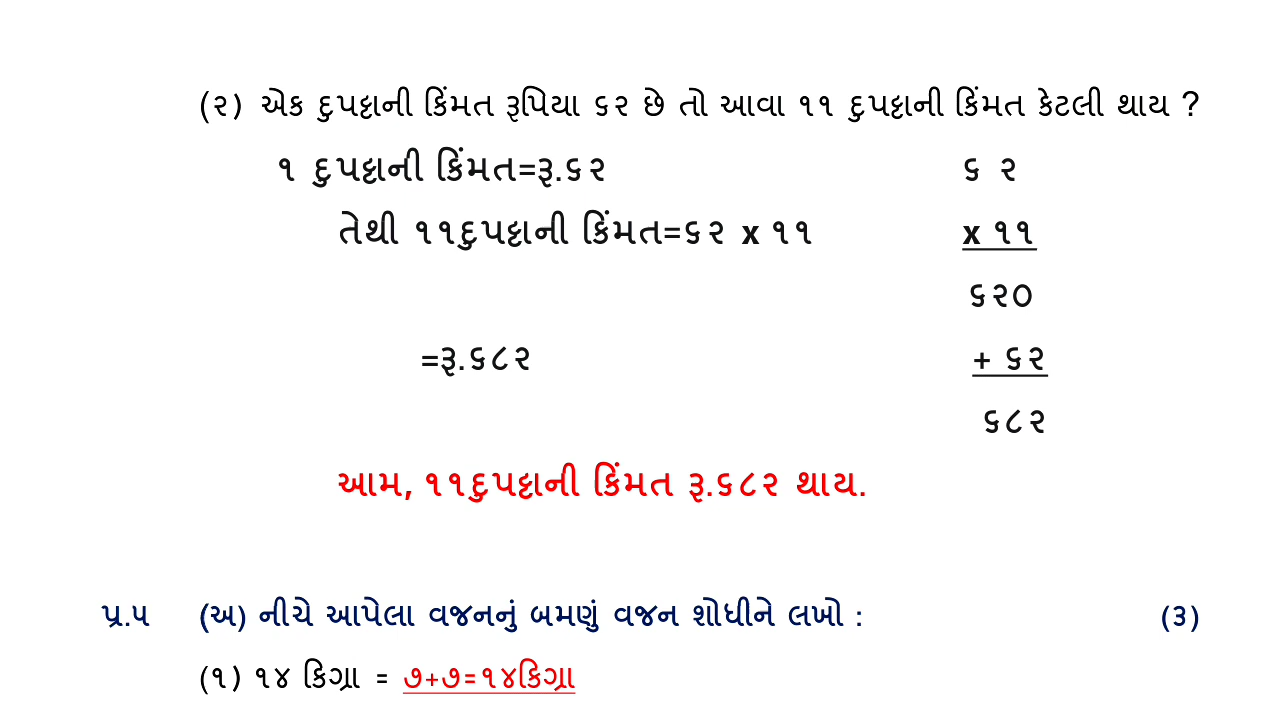 (૨) એક દુપટ્ટાની કિંમત રૂપિયા ૬૨ છે તો આવા ૧૧ દુપટ્ટાની કિંમત કેટલી થાય ?
૧ દુપટ્ટાની કિંમત=રૂ.૬૨ ૬ ૨
તેથી ૧૧દુપટ્ટાની કિંમત=૬૨ x ૧૧ x ૧૧
૬૨૦
=રૂ.૬૮૨ + ૬૨
૬૮૨
આમ, ૧૧દુપટ્ટાની કિંમત રૂ.૬૮૨ થાય.
પ્ર.૫ (અ) નીચે આપેલા વજનનું બમણું વજન શોધીને લખો : (૩)
(૧) ૧૪ કિગ્રા = ૭+૭=૧૪કિગ્રા